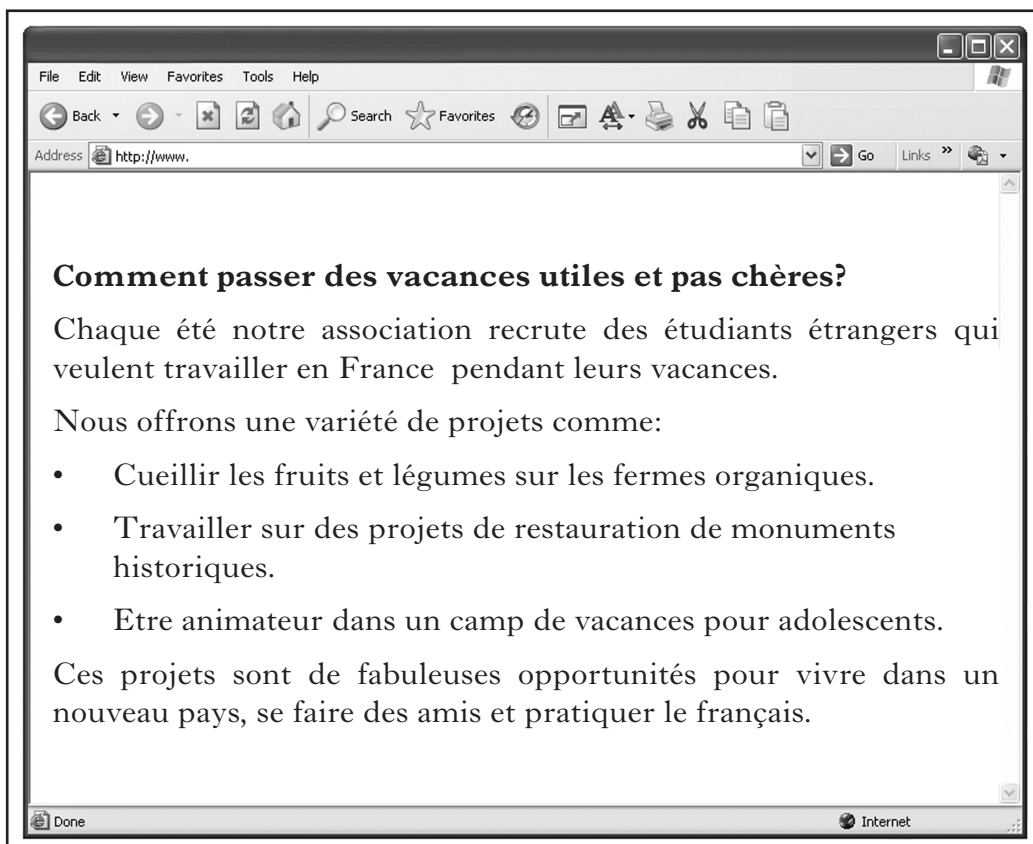 File Edit View Favorites Tools Help
Back Search Favorites
Address http://www. Go Links »
Comment passer des vacances utiles et pas chères?
Chaque été notre association recrute des étudiants étrangers qui
veulent travailler en France pendant leurs vacances.
Nous offrons une variété de projets comme:
• Cueillir les fruits et légumes sur les fermes organiques.
• Travailler sur des projets de restauration de monuments
historiques.
• Etre animateur dans un camp de vacances pour adolescents.
Ces projets sont de fabuleuses opportunités pour vivre dans un
nouveau pays, se faire des amis et pratiquer le français.
Done Internet